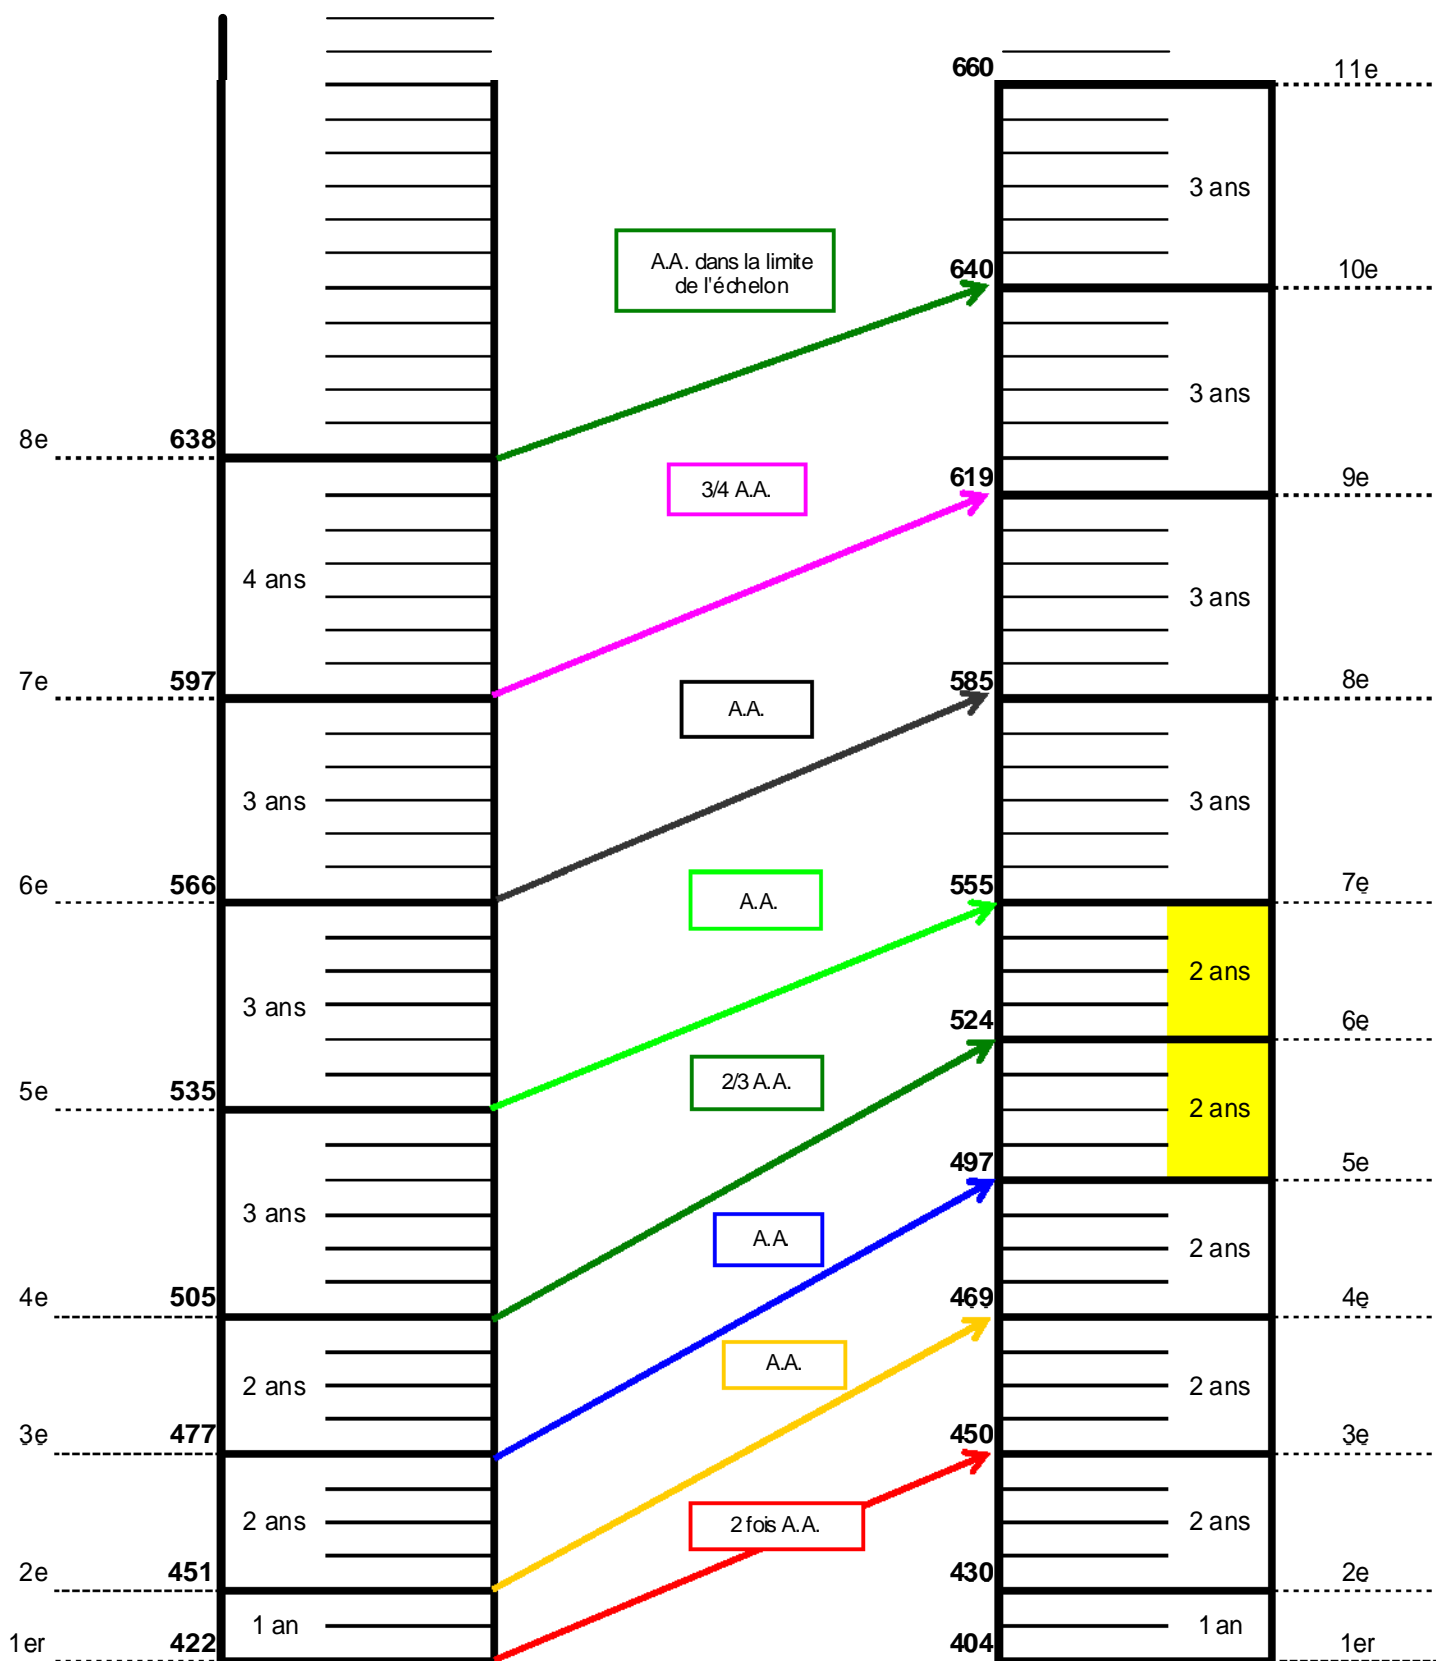 660
11e
3 ans
A.A. dans la limite
de l'échelon
640
10e
3 ans
8e
638
3/4 A.A.
619
9e
4 ans
3 ans
7e
597
585
8e
A.A.
3 ans
3 ans
6e
566
A.A.
555
7e
2 ans
3 ans
524
6e
5e
535
2/3 A.A.
2 ans
497
5e
3 ans
A.A.
2 ans
4e
505
469
4e
A.A.
2 ans
2 ans
3e
477
450
3e
2 ans
2 fois A.A.
2 ans
2e
451
430
2e
1 an
1 an
1er
422
404
1er